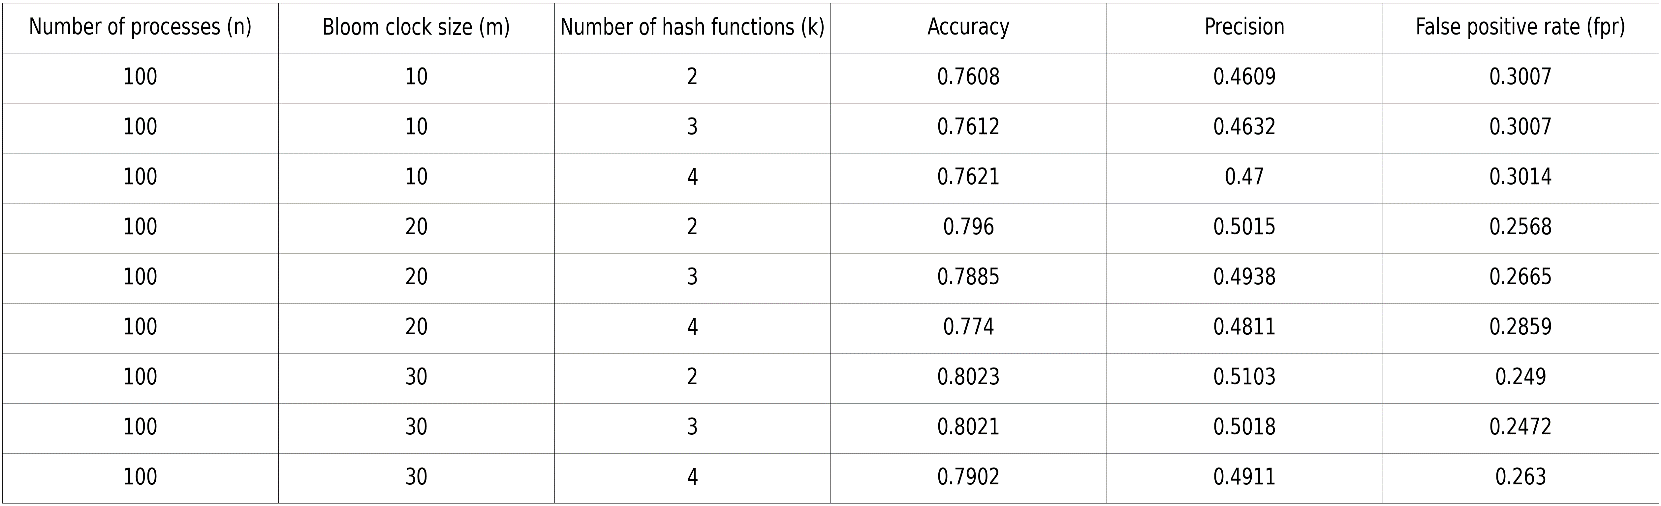 Number of processes (n) Bloom clock size (m) Number of hash functions (k) Accuracy Precision False positive rate (fpr)
100 10 2 0.7608 0.4609 0.3007
100 10 3 0.7612 0.4632 0.3007
100 10 4 0.7621 0.47 0.3014
100 20 2 0.796 0.5015 0.2568
100 20 3 0.7885 0.4938 0.2665
100 20 4 0.774 0.4811 0.2859
100 30 2 0.8023 0.5103 0.249
100 30 3 0.8021 0.5018 0.2472
100 30 4 0.7902 0.4911 0.263